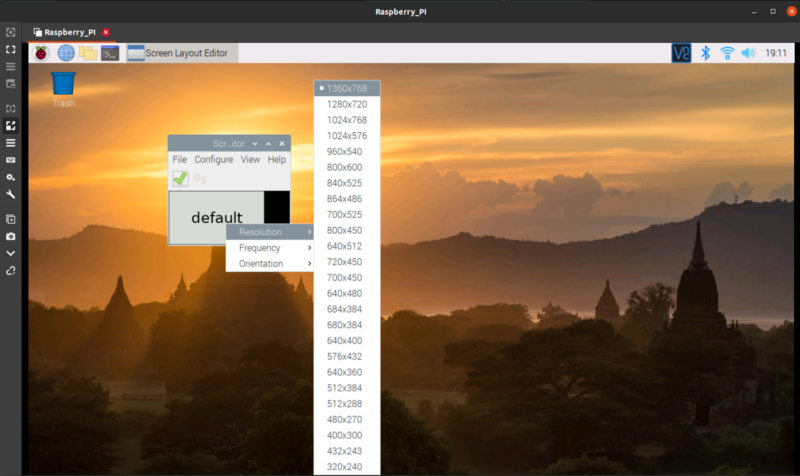 Raspberry_PI
Raspberry_PI
Screen Layout Editor
V2
19:11
Trash
Scr..itor
File Configure View Help
default
Resolution
Frequency
Orientation
1360x768
1280x720
1024x768
1024x576
960x540
800x600
840x525
864x486
700x525
800x450
640x512
720x450
700x450
640x480
684x384
680x384
640x400
576x432
640x360
512x384
512x288
480x270
400x300
432x243
320x240